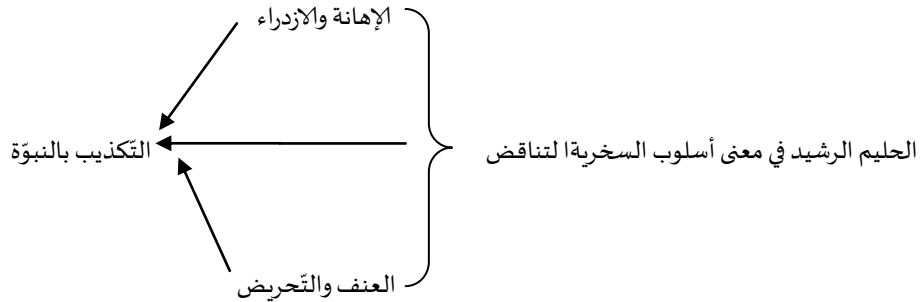 الإهانة والازدراء
الحليم الرشيد في معنى أسلوب السخريةا لتناقض
التّكذيب بالنبوّة
العنف والتّحريض